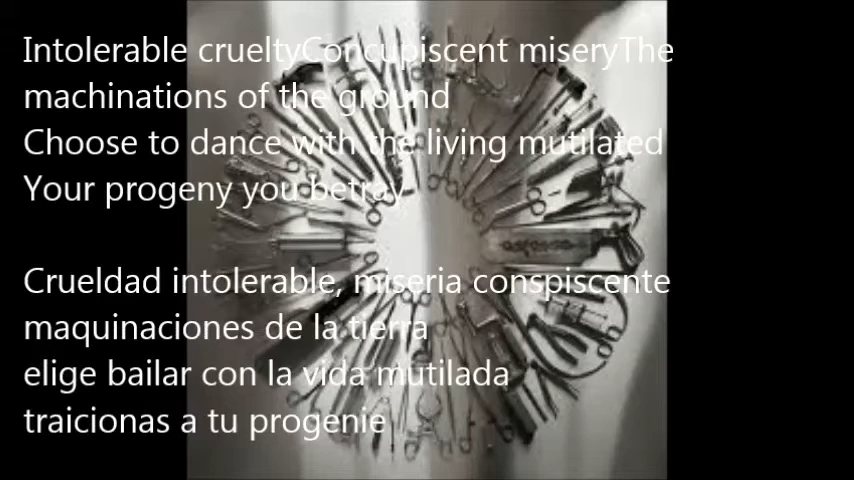 Intolerable crueltyConcupiscent miseryThe
machinations of the ground
Choose to dance with the living mutilated
Your progeny you betray
Crueldad intolerable, miseria conspiscente
maquinaciones de la tierra
elige bailar con la vida mutilada
traicionas a tu progenie